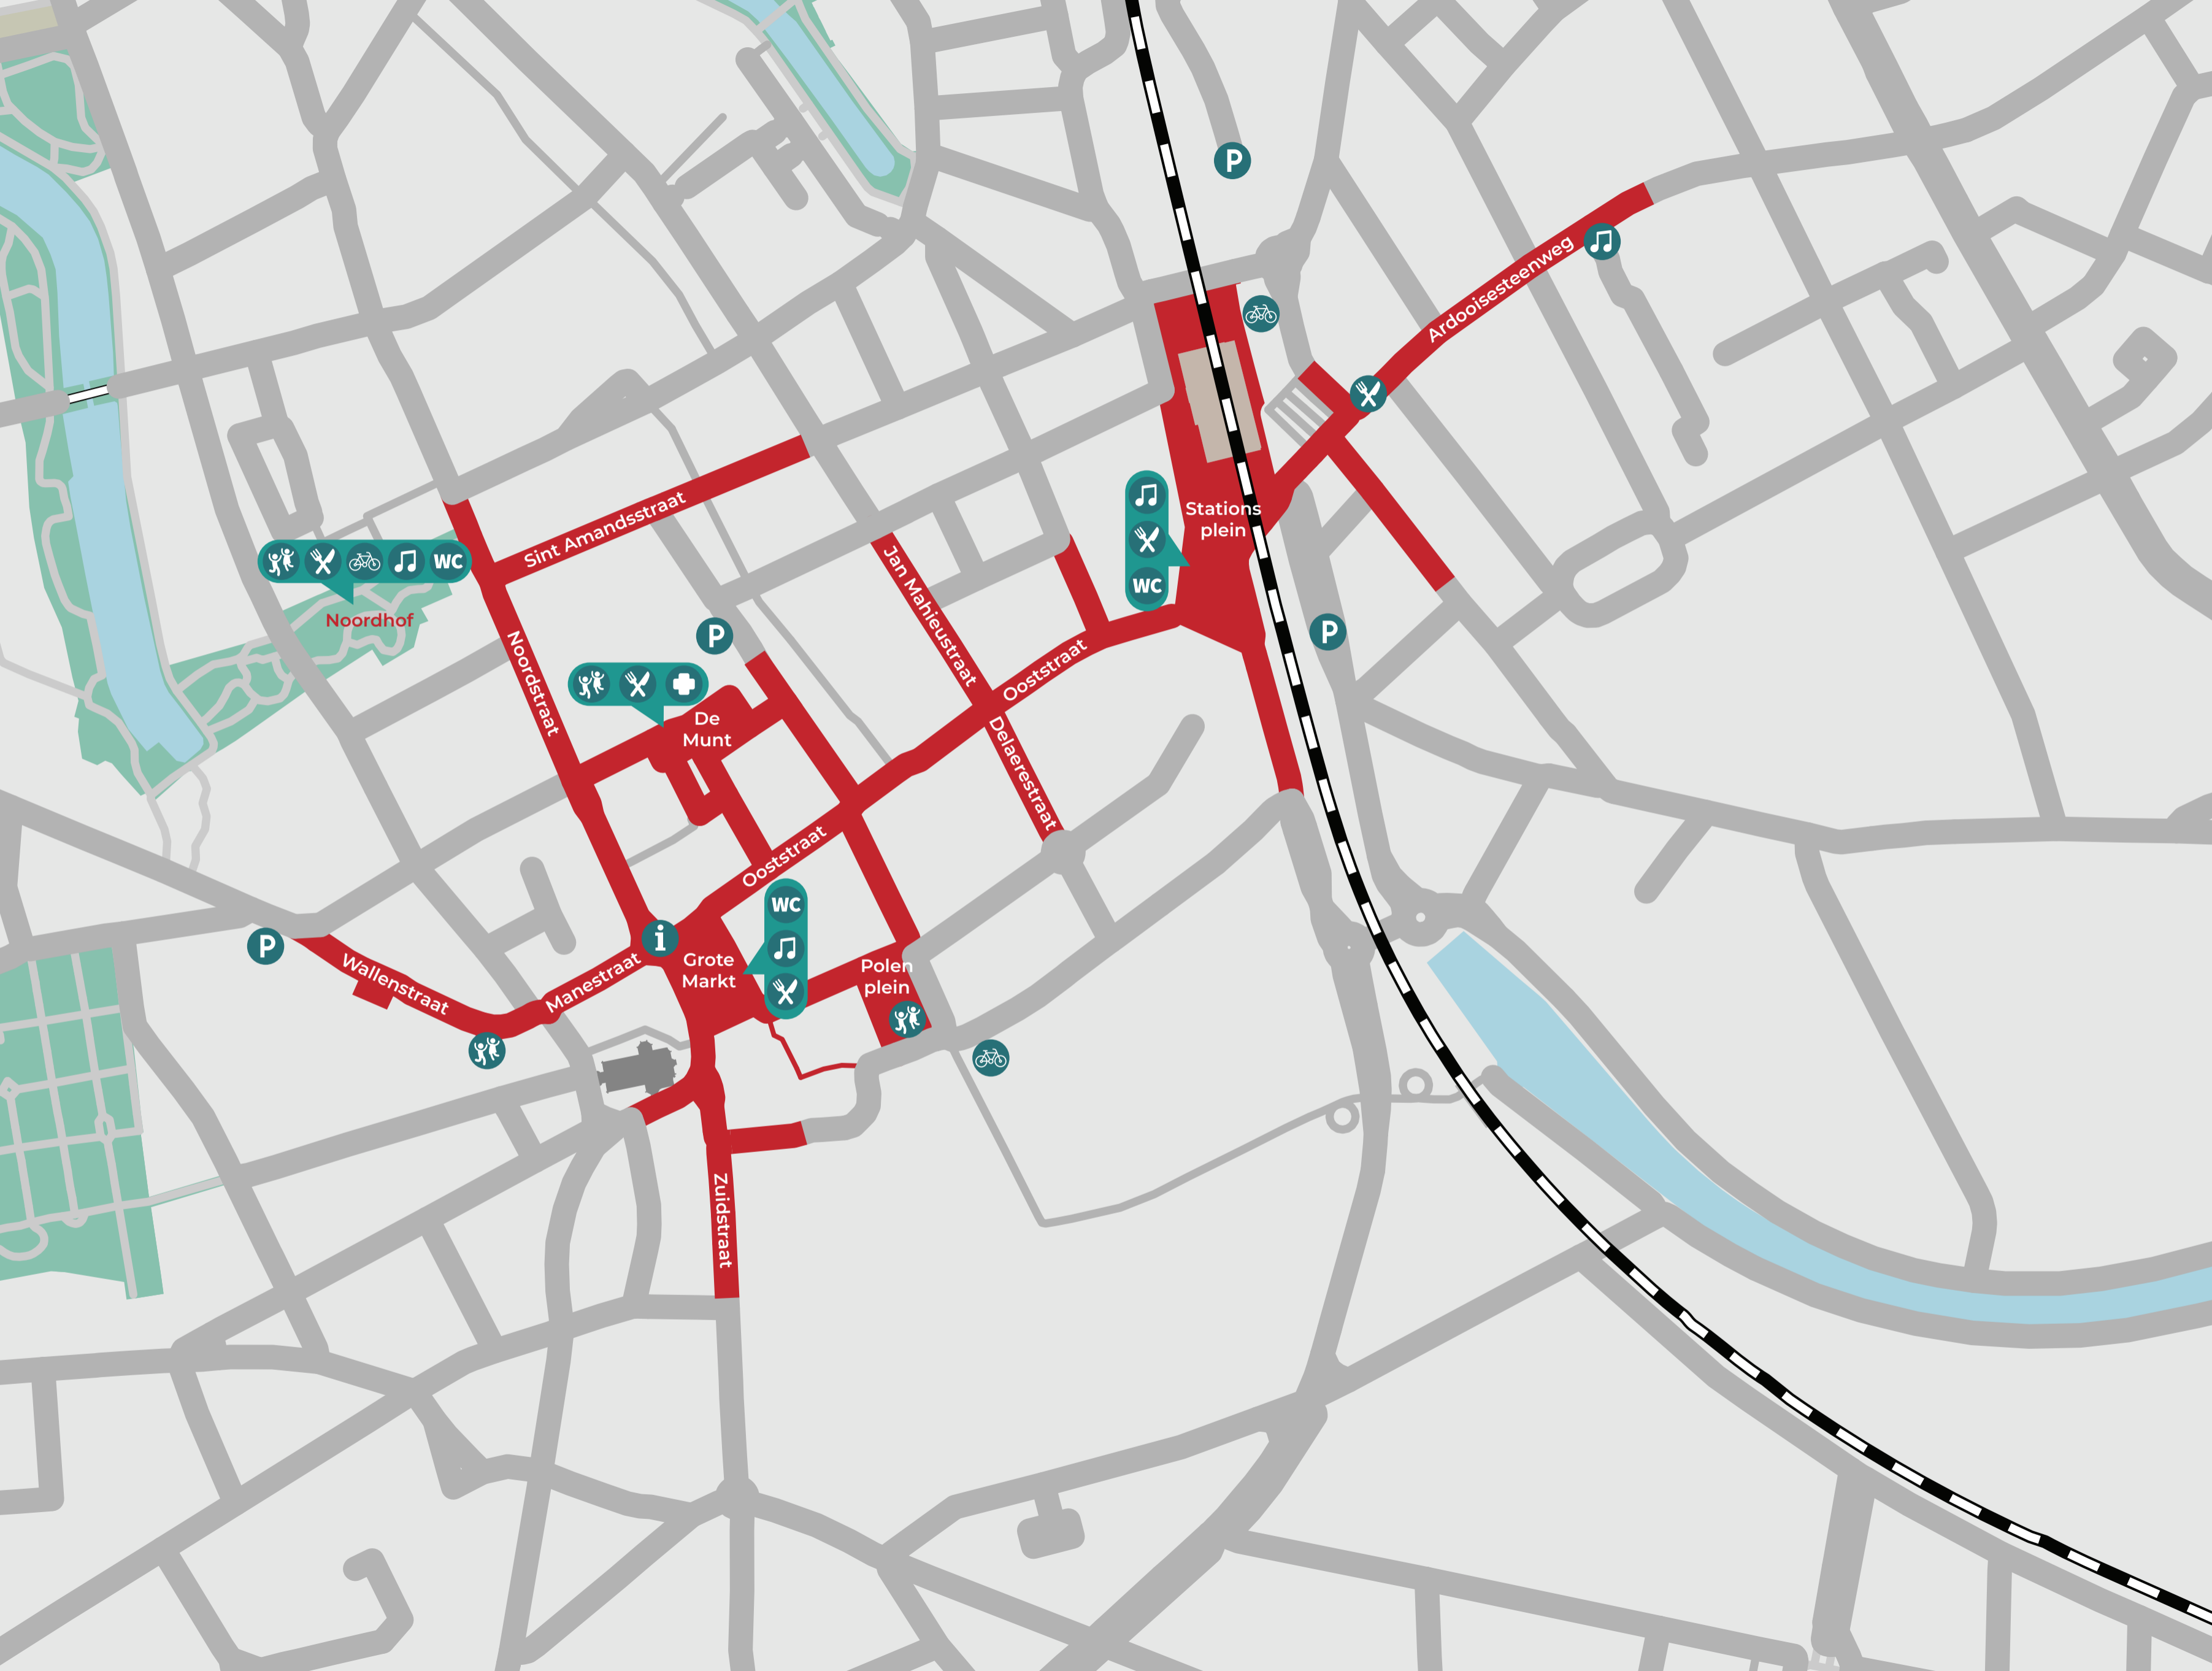 P
Ardooisesteenweg
Sint Amandsstraat
Stations
plein
WC
WC
Noordhof
Jan Mahieustraat
P
P
Noordstraat
De
Munt
Ooststraat
Delaerestraat
Ooststraat
WC
i
P
Wallenstraat
Manestraat
Grote
Markt
Polen
plein
Zuidstraat